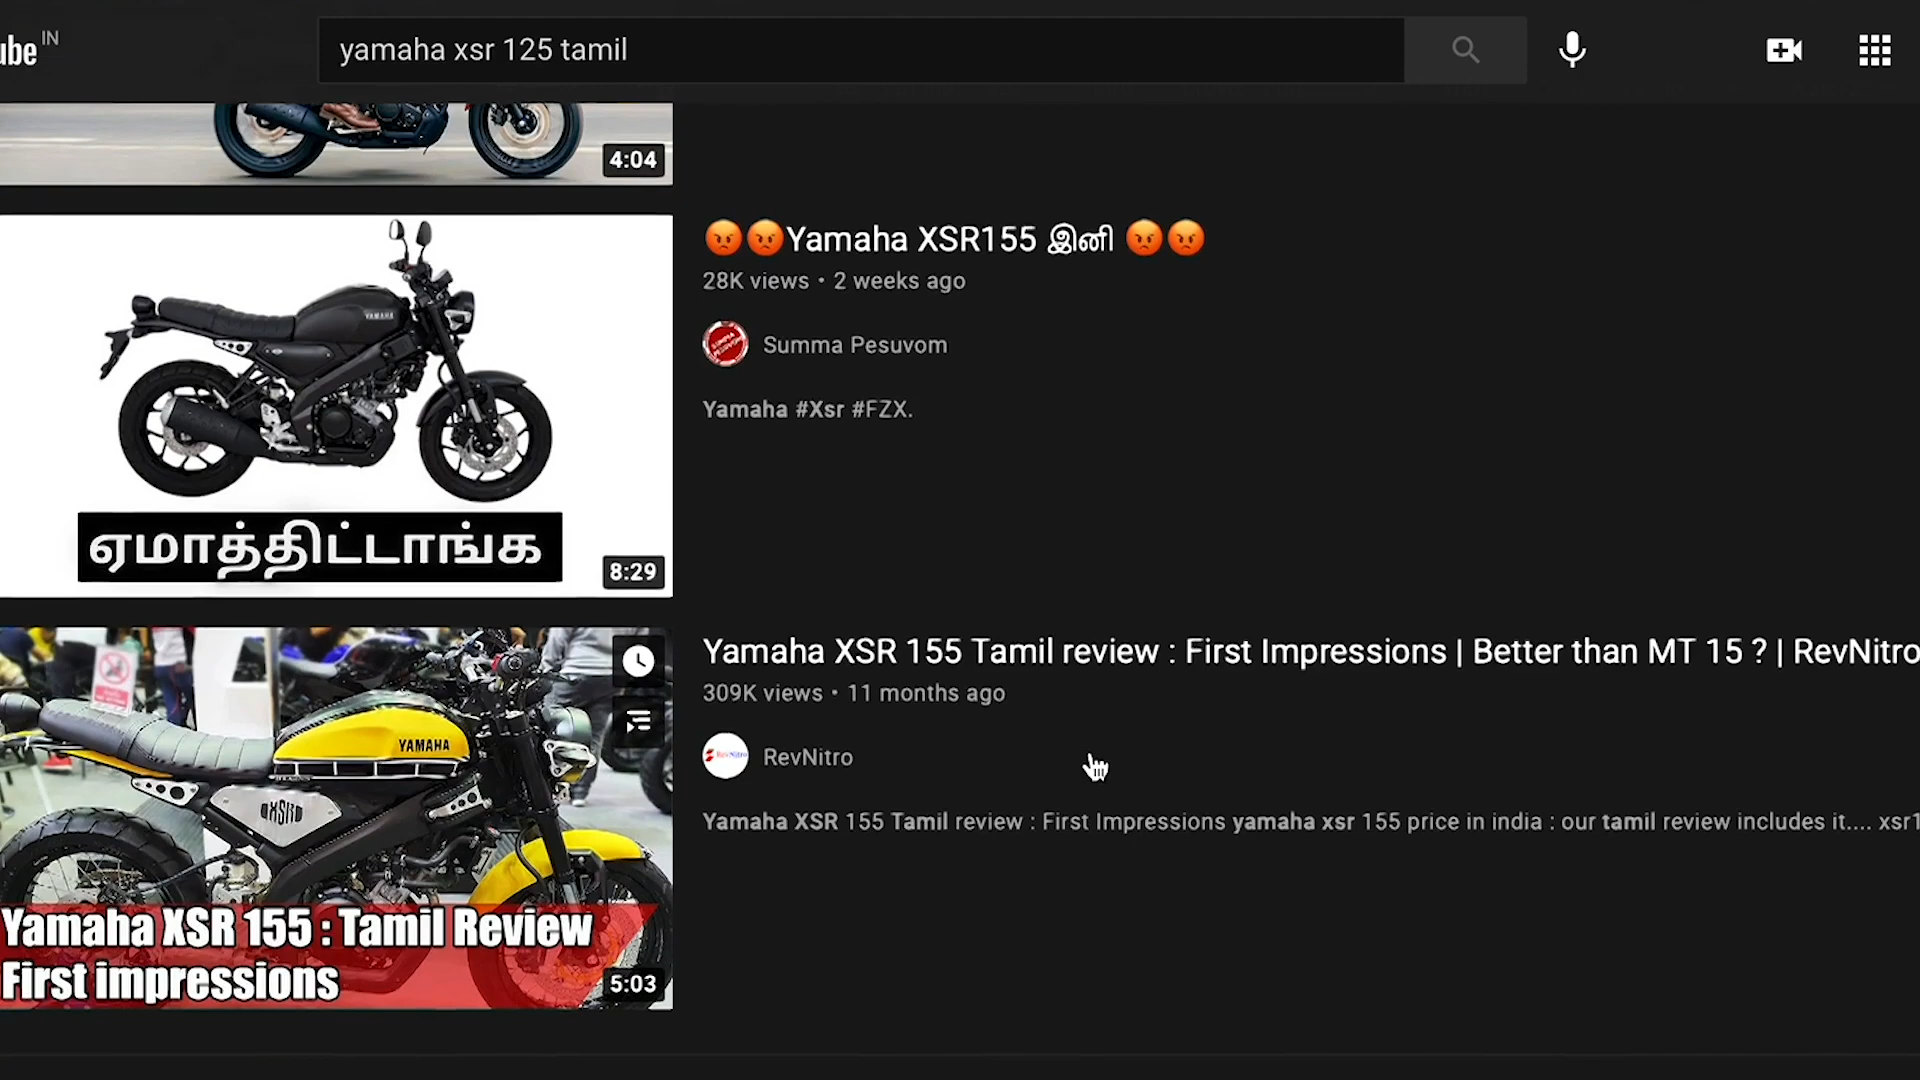 ube IN
yamaha xsr 125 tamil
4:04
😡😡Yamaha XSR155 இனி 😡😡
28K views • 2 weeks ago
Summa Pesuvom
Yamaha #Xsr #FZX.
YAMAHA
ஏமாத்திட்டாங்க
8:29
Yamaha XSR 155 Tamil review : First Impressions | Better than MT 15 ? | RevNitro
309K views • 11 months ago
RevNitro
Yamaha XSR 155 Tamil review : First Impressions yamaha xsr 155 price in india : our tamil review includes it.... xsr1
YAMAHA
XSR
Yamaha XSR 155 : Tamil Review
First impressions
5:03